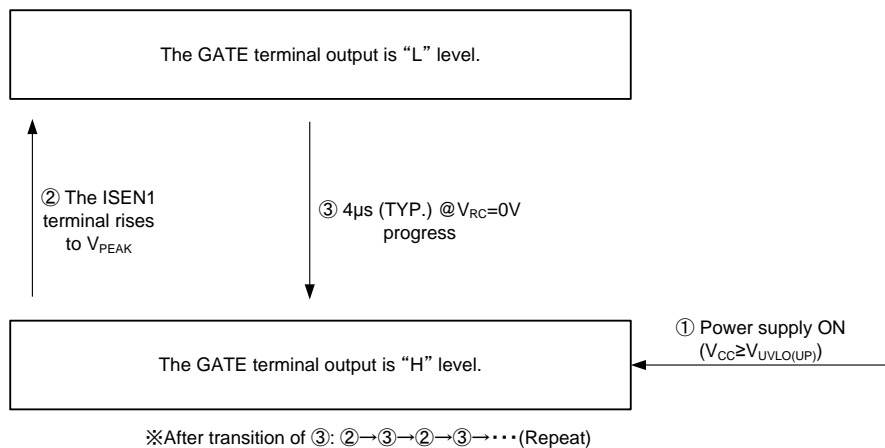 The GATE terminal output is “L” level.
② The ISEN1
terminal rises
to VPEAK
③ 4µs (TYP.) @VRC=0V
progress
① Power supply ON
(VCC≥VUVLO(UP))
The GATE terminal output is “H” level.
※After transition of ③: ②→③→②→③→･･･(Repeat)